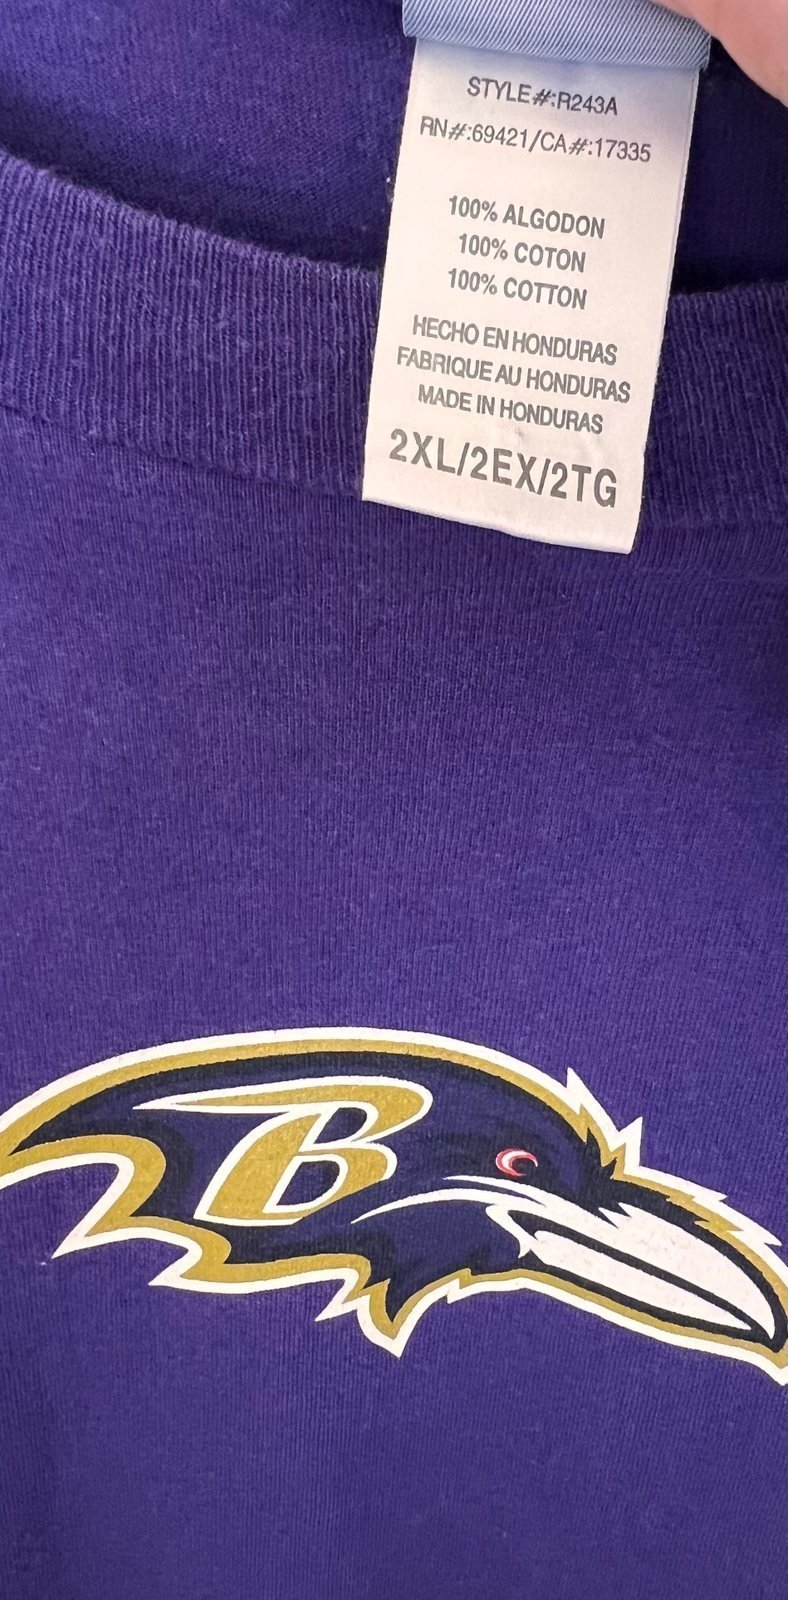 STYLE#:R243A
RN#:69421/CA#:17335
100% ALGODON
100% COTON
100% COTTON
HECHO EN HONDURAS
FABRIQUE AU HONDURAS
MADE IN HONDURAS
2XL/2EX/2TG
B